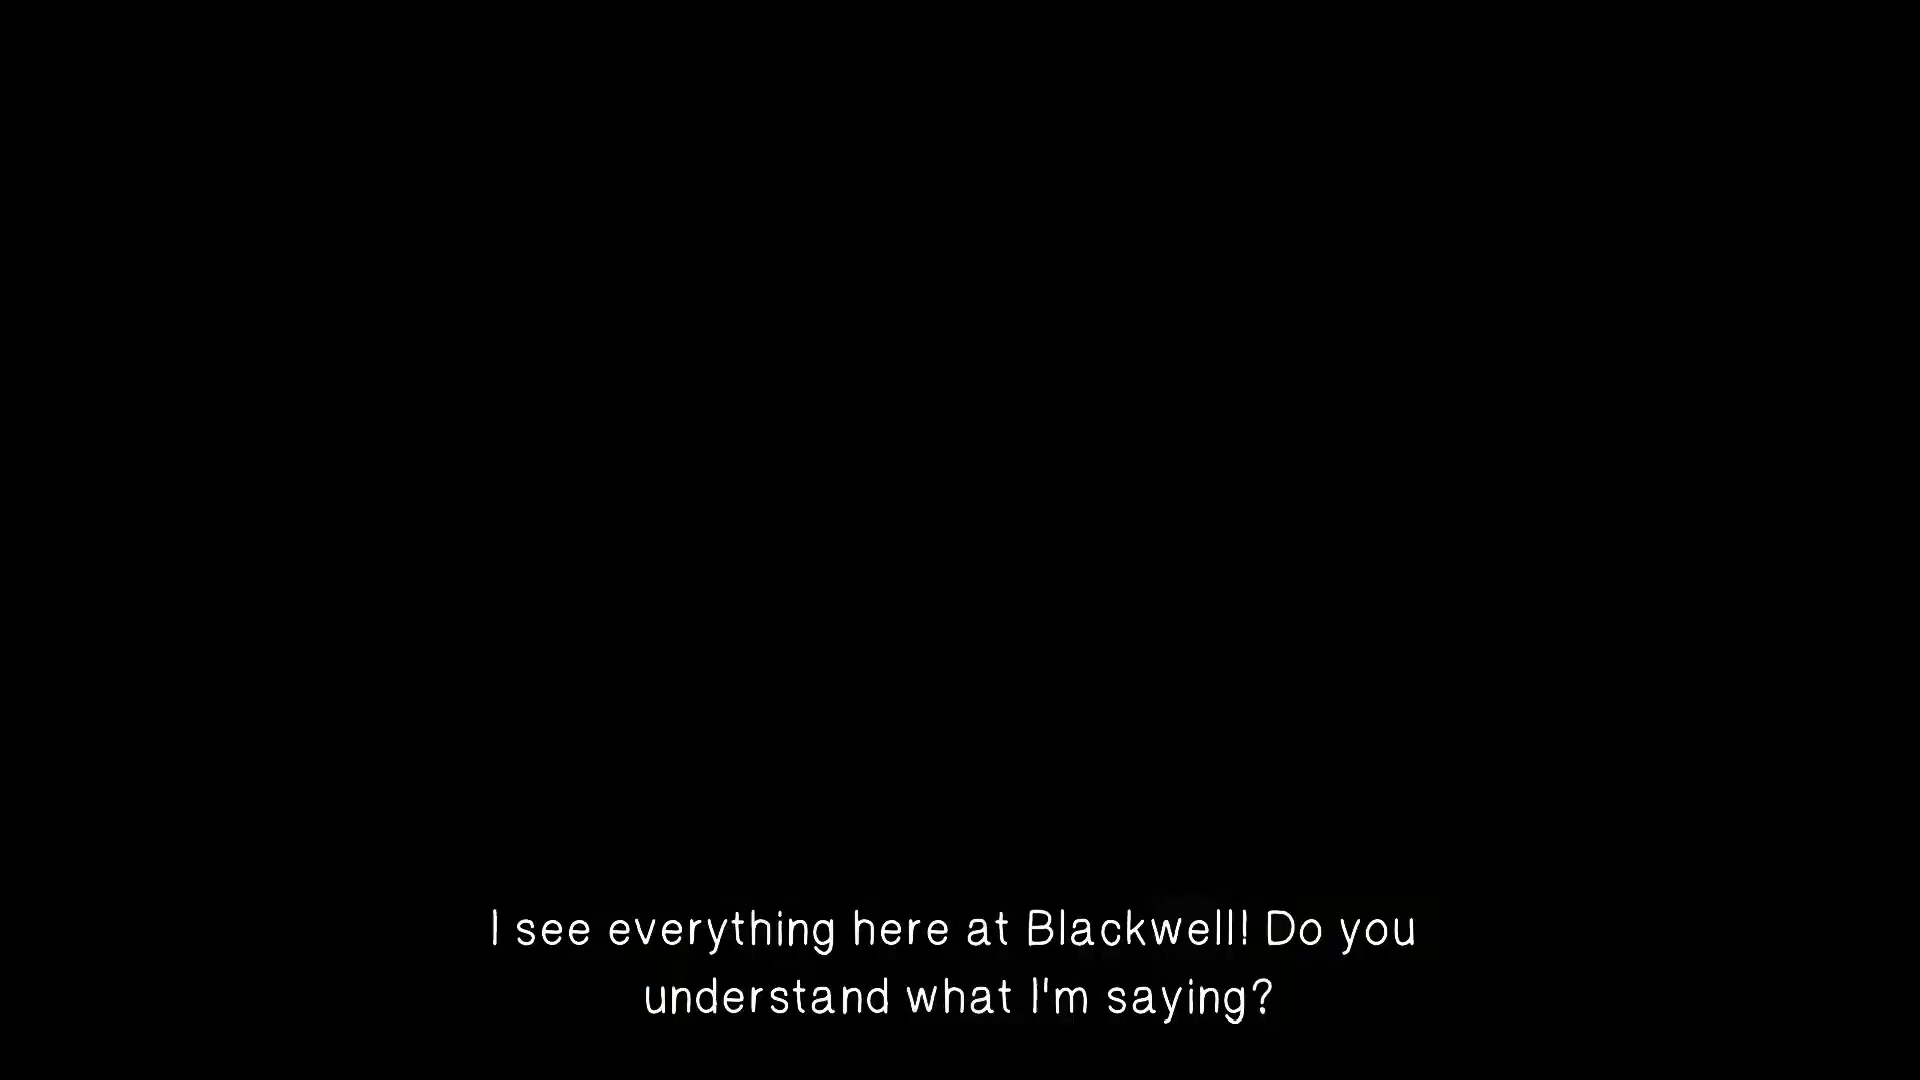 I see everything here at Blackwell! Do you
understand what I'm saying?